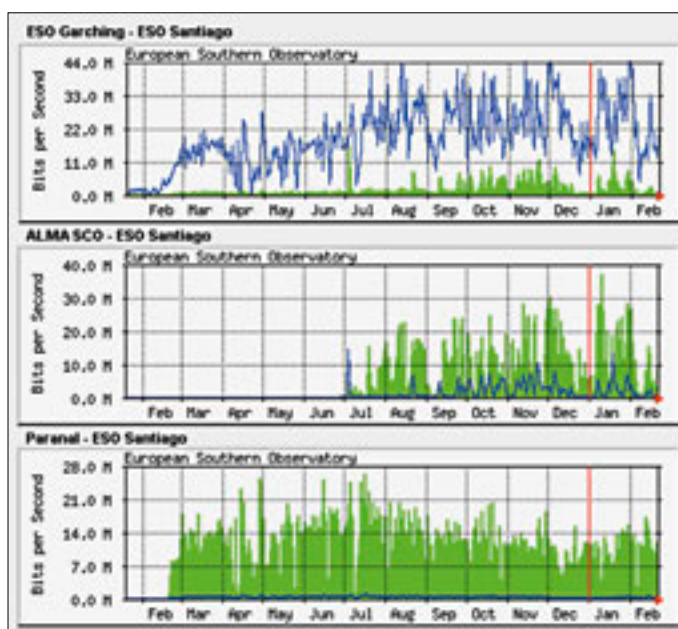 ESO Garching - ESO Santiago
European Southern Observatory
Bits per Second
44.0 M
33.0 M
22.0 M
11.0 M
0.0 M
Feb Mar Apr May Jun Jul Aug Sep Oct Nov Dec Jan Feb
ALMA SCO - ESO Santiago
European Southern Observatory
Bits per Second
40.0 M
30.0 M
20.0 M
10.0 M
0.0 M
Feb Mar Apr May Jun Jul Aug Sep Oct Nov Dec Jan Feb
Paranal - ESO Santiago
European Southern Observatory
Bits per Second
28.0 M
21.0 M
14.0 M
7.0 M
0.0 M
Feb Mar Apr May Jun Jul Aug Sep Oct Nov Dec Jan Feb